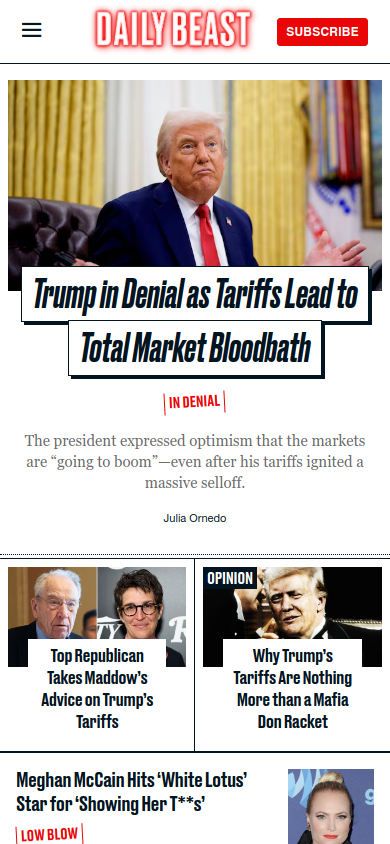 DAILY BEAST
SUBSCRIBE
Trump in Denial as Tariffs Lead to
Total Market Bloodbath
IN DENIAL
The president expressed optimism that the markets
are “going to boom”—even after his tariffs ignited a
massive selloff.
Julia Ornedo
Top Republican
Takes Maddow’s
Advice on Trump’s
Tariffs
OPINION
Why Trump’s
Tariffs Are Nothing
More than a Mafia
Don Racket
Meghan McCain Hits ‘White Lotus’
Star for ‘Showing Her T**s’
LOW BLOW